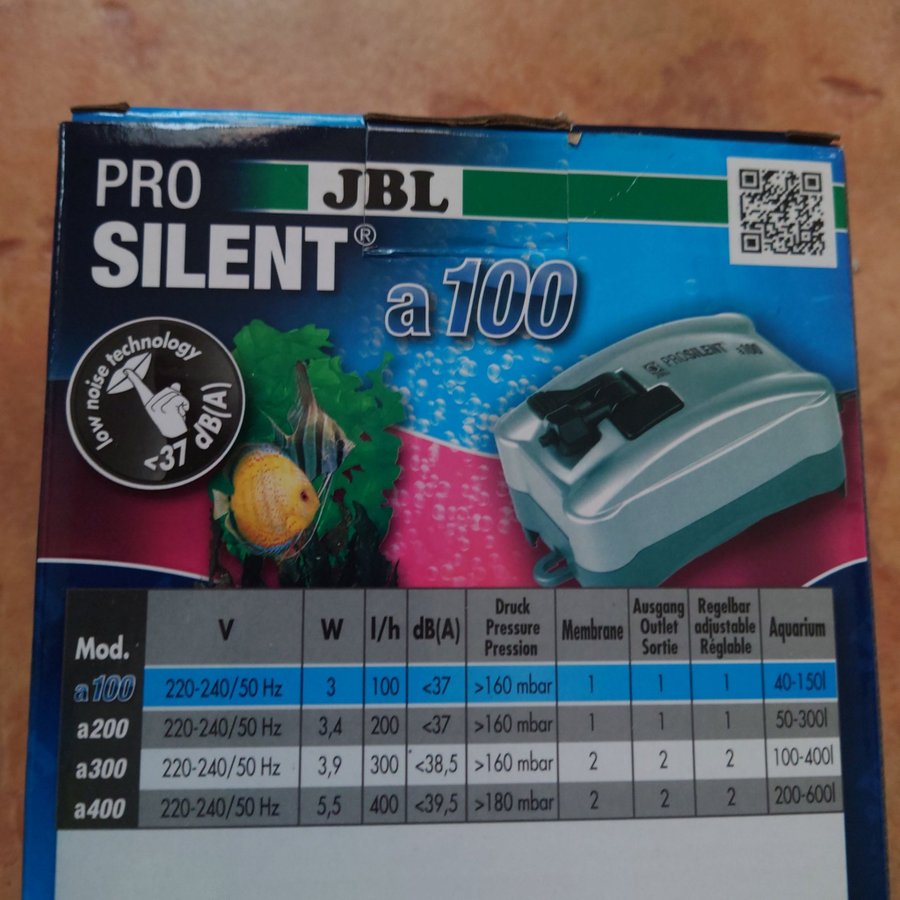 PRO
JBL
SILENT®
a100
low noise technology
<37 dB(A)
PROSILENT a100
Mod. V W l/h dB(A) Druck Pressure Pression Membrane Ausgang Outlet Sortie Regelbar adjustable Réglable Aquarium
a100 220-240/50 Hz 3 100 <37 >160 mbar 1 1 1 40-150l
a200 220-240/50 Hz 3,4 200 <37 >160 mbar 1 1 1 50-300l
a300 220-240/50 Hz 3,9 300 <38,5 >160 mbar 2 2 2 100-400l
a400 220-240/50 Hz 5,5 400 <39,5 >180 mbar 2 2 2 200-600l